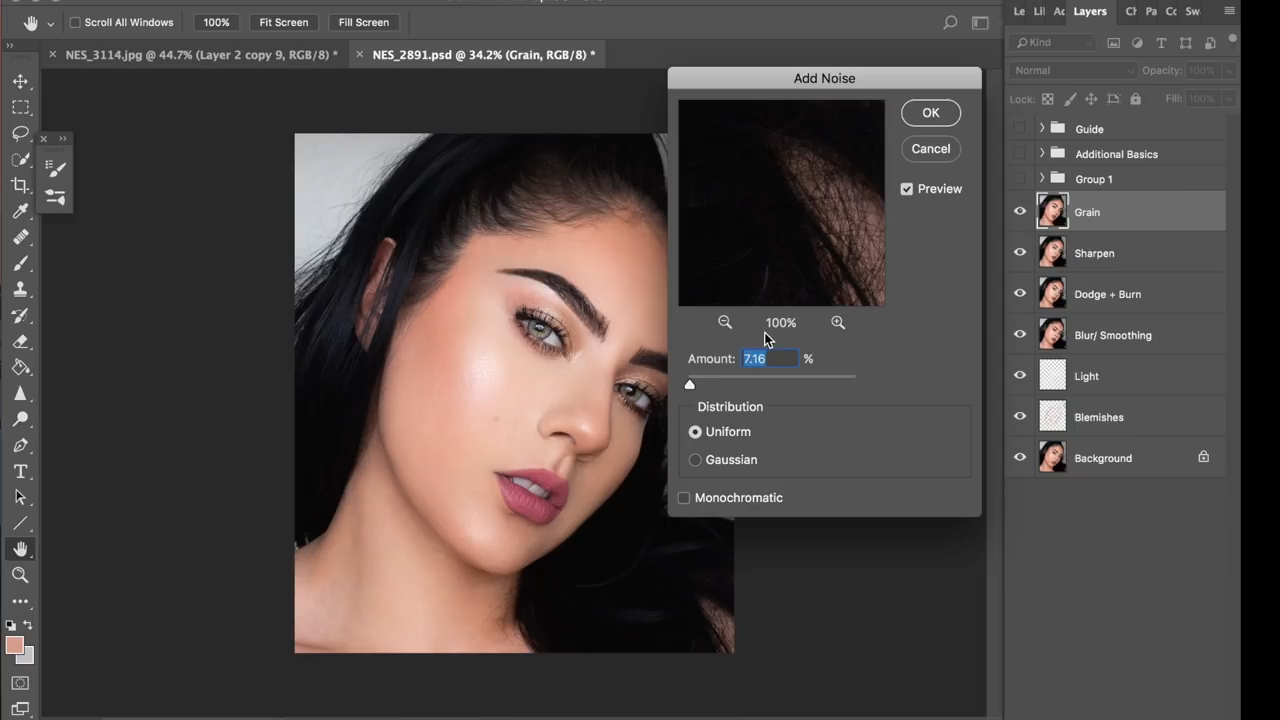 Scroll All Windows 100% Fit Screen Fill Screen
Le Li Ac Layers Cl Pa Cc Sw
NES_3114.jpg @ 44.7% (Layer 2 copy 9, RGB/8) *
NES_2891.psd @ 34.2% (Grain, RGB/8) *
Kind
Normal Opacity: 100%
Lock: Fill: 100%
Guide
Additional Basics
Group 1
Grain
Sharpen
Dodge + Burn
Blur/ Smoothing
Light
Blemishes
Background
Add Noise
OK
Cancel
Preview
100%
Amount: 7.16 %
Distribution
Uniform
Gaussian
Monochromatic